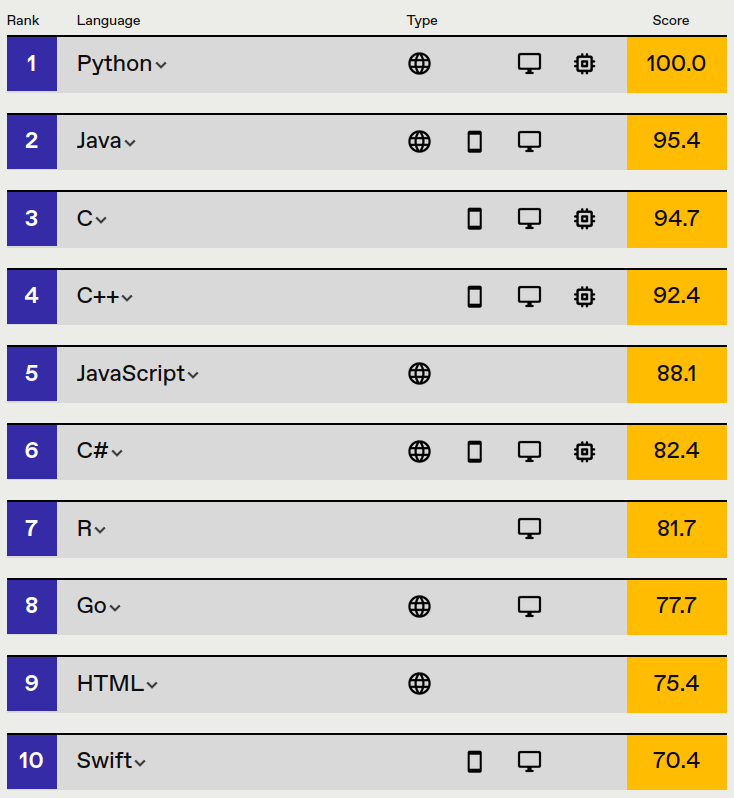 Rank Language Type Score
1 Python 100.0
2 Java 95.4
3 C 94.7
4 C++ 92.4
5 JavaScript 88.1
6 C# 82.4
7 R 81.7
8 Go 77.7
9 HTML 75.4
10 Swift 70.4